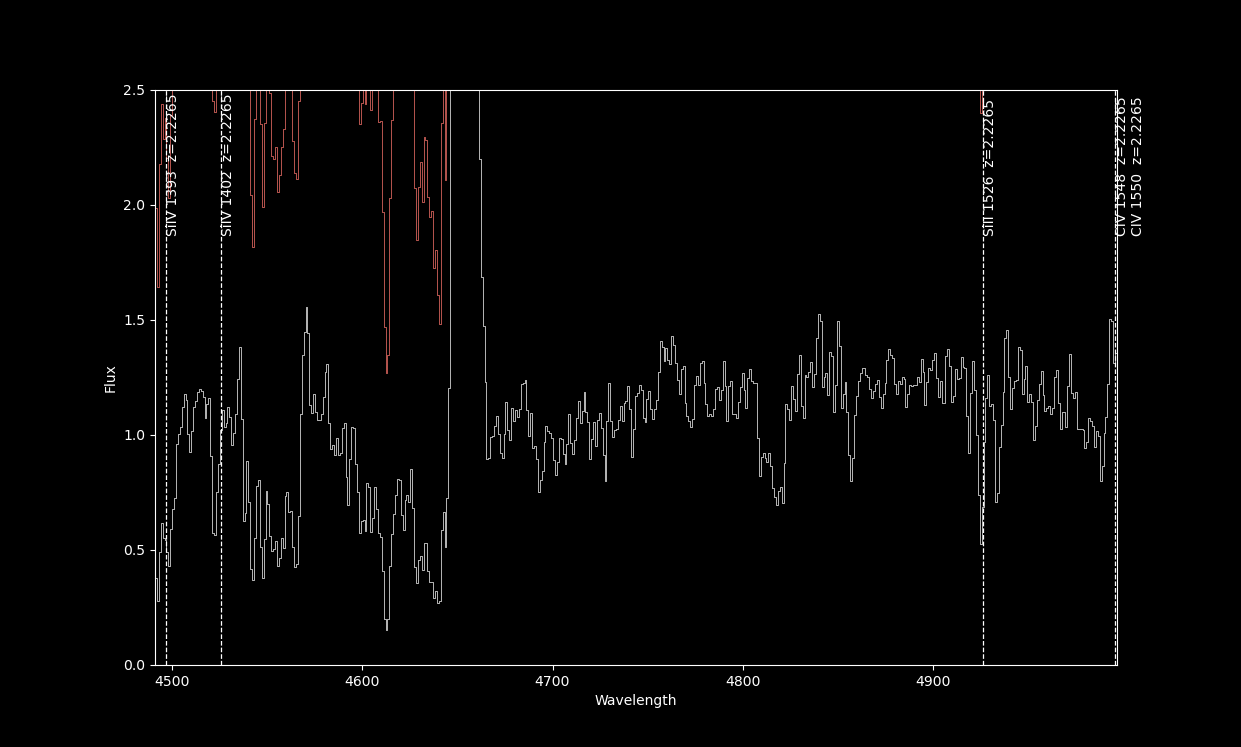 2.5
2.0
1.5
1.0
0.5
0.0
Flux
4500
4600
4700
4800
4900
Wavelength
SiIV 1393 z=2.2265
SiIV 1402 z=2.2265
SiII 1526 z=2.2265
CIV 1548 z=2.2265
CIV 1550 z=2.2265